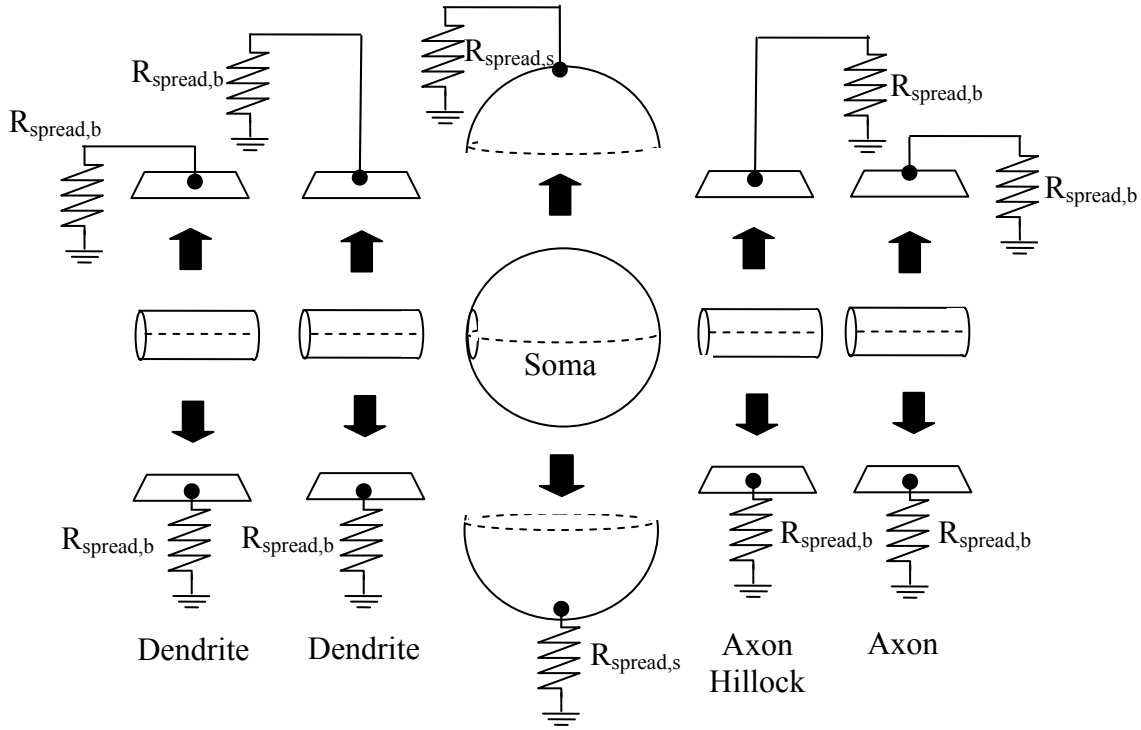 R_spread,s
R_spread,b
R_spread,b
R_spread,b
R_spread,b
Soma
R_spread,b
R_spread,b
R_spread,b
R_spread,b
Dendrite
Dendrite
R_spread,s
Axon
Hillock
Axon